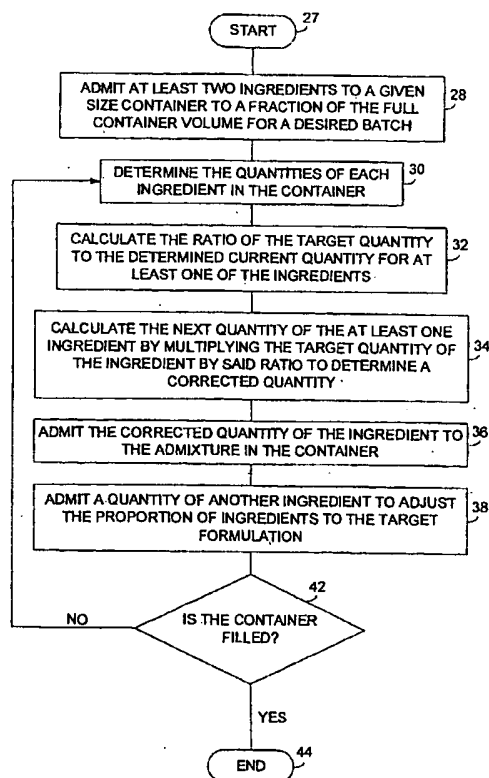 START
27
ADMIT AT LEAST TWO INGREDIENTS TO A GIVEN
SIZE CONTAINER TO A FRACTION OF THE FULL
CONTAINER VOLUME FOR A DESIRED BATCH
28
DETERMINE THE QUANTITIES OF EACH
INGREDIENT IN THE CONTAINER
30
CALCULATE THE RATIO OF THE TARGET QUANTITY
TO THE DETERMINED CURRENT QUANTITY FOR AT
LEAST ONE OF THE INGREDIENTS
32
CALCULATE THE NEXT QUANTITY OF THE AT LEAST ONE
INGREDIENT BY MULTIPLYING THE TARGET QUANTITY OF
THE INGREDIENT BY SAID RATIO TO DETERMINE A
CORRECTED QUANTITY
34
ADMIT THE CORRECTED QUANTITY OF THE INGREDIENT TO
THE ADMIXTURE IN THE CONTAINER
36
ADMIT A QUANTITY OF ANOTHER INGREDIENT TO ADJUST
THE PROPORTION OF INGREDIENTS TO THE TARGET
FORMULATION
38
42
IS THE CONTAINER
FILLED?
NO
YES
END
44